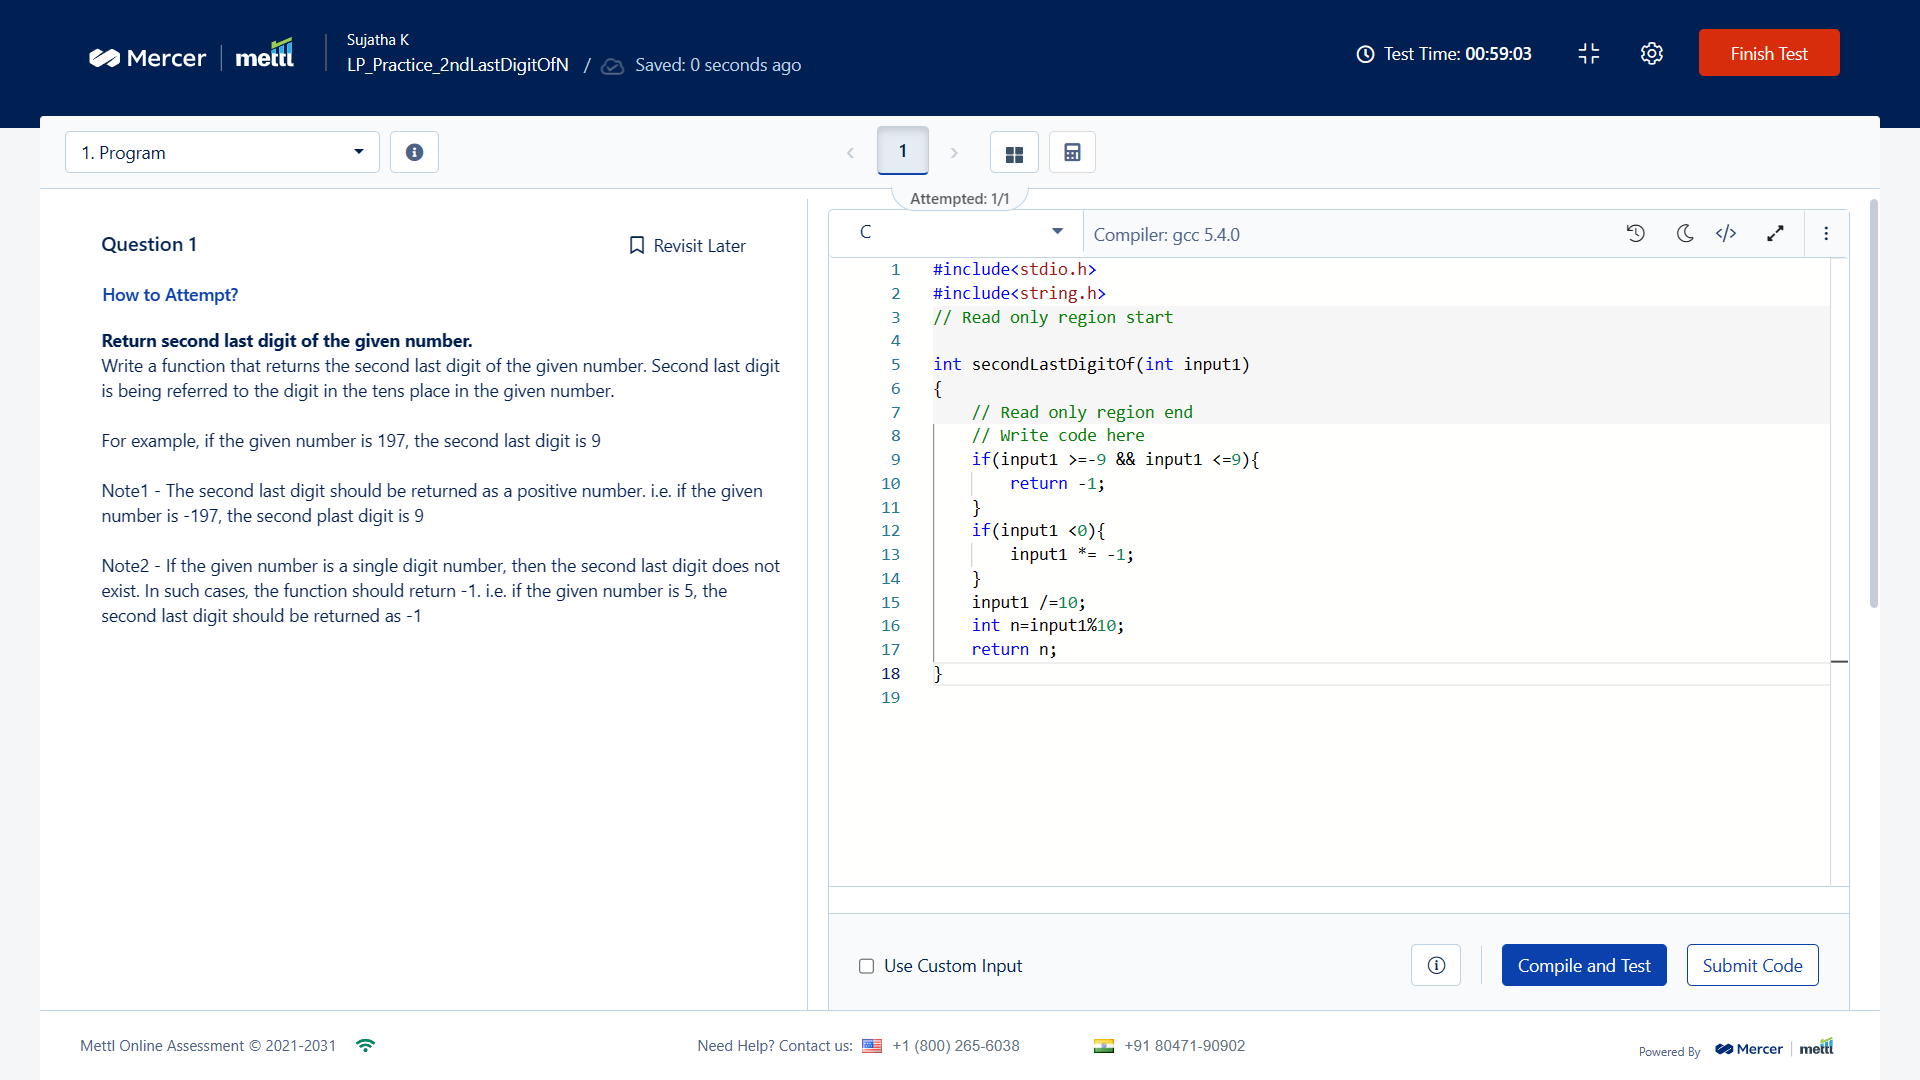 Mercer | mettl
Sujatha K
LP_Practice_2ndLastDigitOfN / Saved: 0 seconds ago
Test Time: 00:59:03
Finish Test
1. Program
1
Attempted: 1/1
Question 1
Revisit Later
How to Attempt?
Return second last digit of the given number.
Write a function that returns the second last digit of the given number. Second last digit
is being referred to the digit in the tens place in the given number.
For example, if the given number is 197, the second last digit is 9
Note1 - The second last digit should be returned as a positive number. i.e. if the given
number is -197, the second plast digit is 9
Note2 - If the given number is a single digit number, then the second last digit does not
exist. In such cases, the function should return -1. i.e. if the given number is 5, the
second last digit should be returned as -1
C
Compiler: gcc 5.4.0
1 #include<stdio.h>
2 #include<string.h>
3 // Read only region start
4
5 int secondLastDigitOf(int input1)
6 {
7     // Read only region end
8     // Write code here
9     if(input1 >=-9 && input1 <=9){
10         return -1;
11     }
12     if(input1 <0){
13         input1 *= -1;
14     }
15     input1 /=10;
16     int n=input1%10;
17     return n;
18 }
19
Use Custom Input
Compile and Test
Submit Code
Mettl Online Assessment © 2021-2031
Need Help? Contact us: +1 (800) 265-6038
+91 80471-90902
Powered By Mercer | mettl